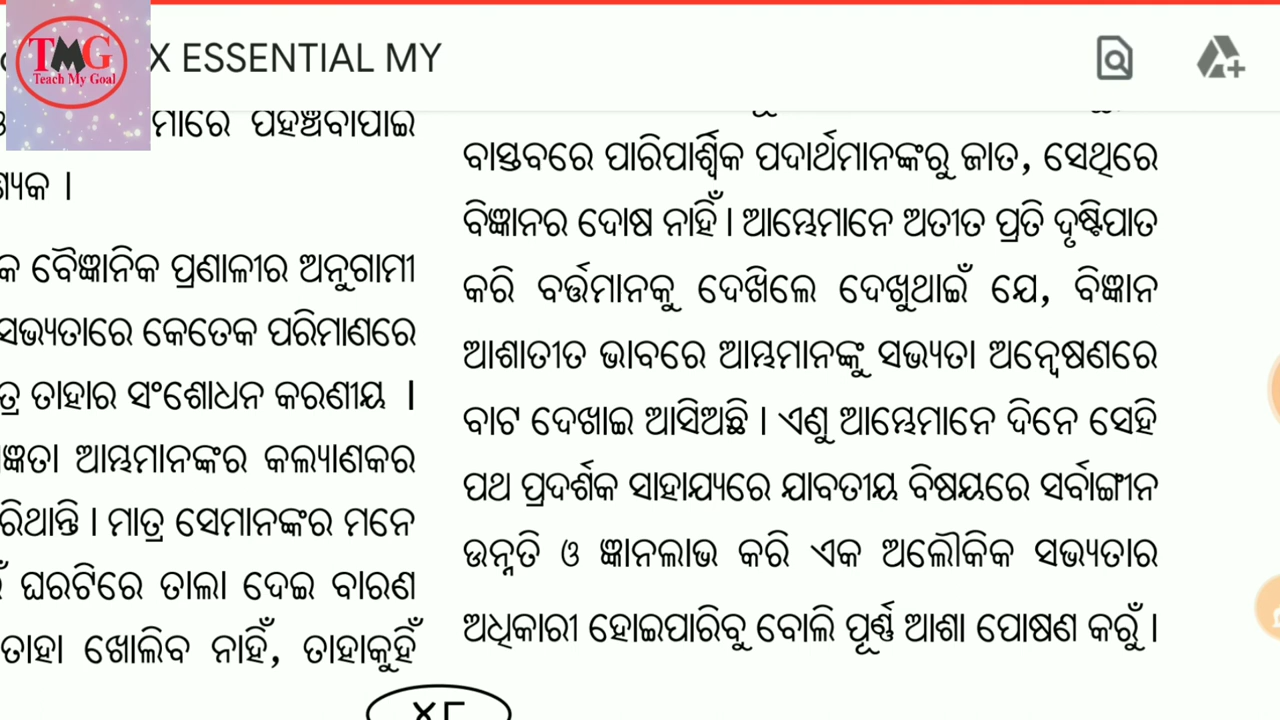 TMG
Teach My Goal
X ESSENTIAL MY
ମାରେ ପହଞ୍ଚିବାପାଇଁ
ଶ୍ୟକ ।
କ ବୈଜ୍ଞାନିକ ପ୍ରଣାଳୀର ଅନୁଗାମୀ
ସଭ୍ୟତାରେ କେତେକ ପରିମାଣରେ
ତ୍ର ତାହାର ସଂଶୋଧନ କରଣୀୟ ।
ଜ୍ଞତା ଆମ୍ଭମାନଙ୍କର କଲ୍ୟାଣକର
ରିଥାନ୍ତି । ମାତ୍ର ସେମାନଙ୍କର ମନେ
ଘରଟିରେ ତାଲା ଦେଇ ବାରଣ
ତାହା ଖୋଲିବ ନାହିଁ, ତାହାକୁହିଁ
ବାସ୍ତବରେ ପାରିପାର୍ଶ୍ୱିକ ପଦାର୍ଥମାନଙ୍କରୁ ଜାତ, ସେଥିରେ
ବିଜ୍ଞାନର ଦୋଷ ନାହିଁ । ଆମ୍ଭେମାନେ ଅତୀତ ପ୍ରତି ଦୃଷ୍ଟିପାତ
କରି ବର୍ତ୍ତମାନକୁ ଦେଖିଲେ ଦେଖୁଥାଇଁ ଯେ, ବିଜ୍ଞାନ
ଆଶାତୀତ ଭାବରେ ଆମ୍ଭମାନଙ୍କୁ ସଭ୍ୟତା ଅନ୍ୱେଷଣରେ
ବାଟ ଦେଖାଇ ଆସିଅଛି । ଏଣୁ ଆମ୍ଭେମାନେ ଦିନେ ସେହି
ପଥ ପ୍ରଦର୍ଶକ ସାହାଯ୍ୟରେ ଯାବତୀୟ ବିଷୟରେ ସର୍ବାଙ୍ଗୀନ
ଉନ୍ନତି ଓ ଜ୍ଞାନଲାଭ କରି ଏକ ଅଲୌକିକ ସଭ୍ୟତାର
ଅଧିକାରୀ ହୋଇପାରିବୁ ବୋଲି ପୂର୍ଣ୍ଣ ଆଶା ପୋଷଣ କରୁଁ ।